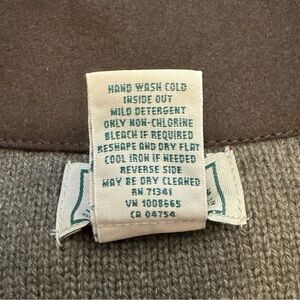 HAND WASH COLD
INSIDE OUT
MILD DETERGENT
ONLY NON-CHLORINE
BLEACH IF REQUIRED
RESHAPE AND DRY FLAT
COOL IRON IF NEEDED
REVERSE SIDE
MAY BE DRY CLEANED
RN 71341
VN 1008665
CA 04754